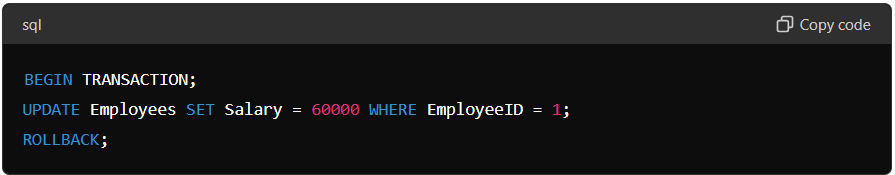 sql
Copy code
BEGIN TRANSACTION;
UPDATE Employees SET Salary = 60000 WHERE EmployeeID = 1;
ROLLBACK;